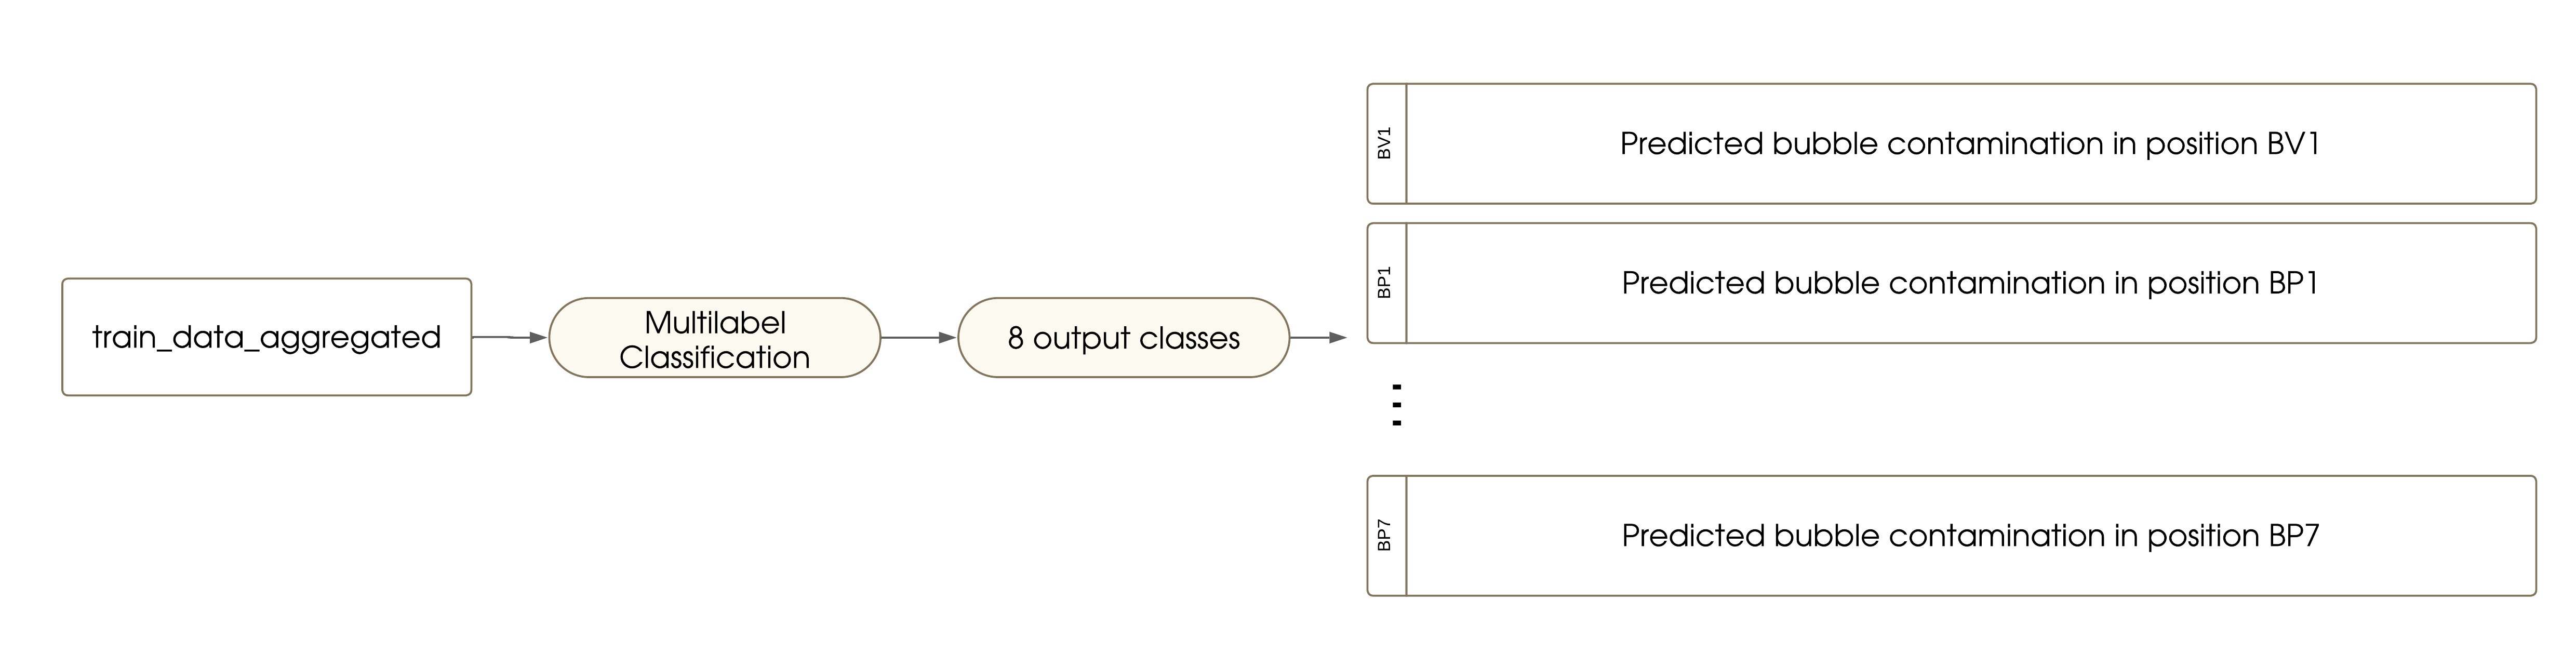 train_data_aggregated
Multilabel
Classification
8 output classes
BV1
Predicted bubble contamination in position BV1
BP1
Predicted bubble contamination in position BP1
BP7
Predicted bubble contamination in position BP7